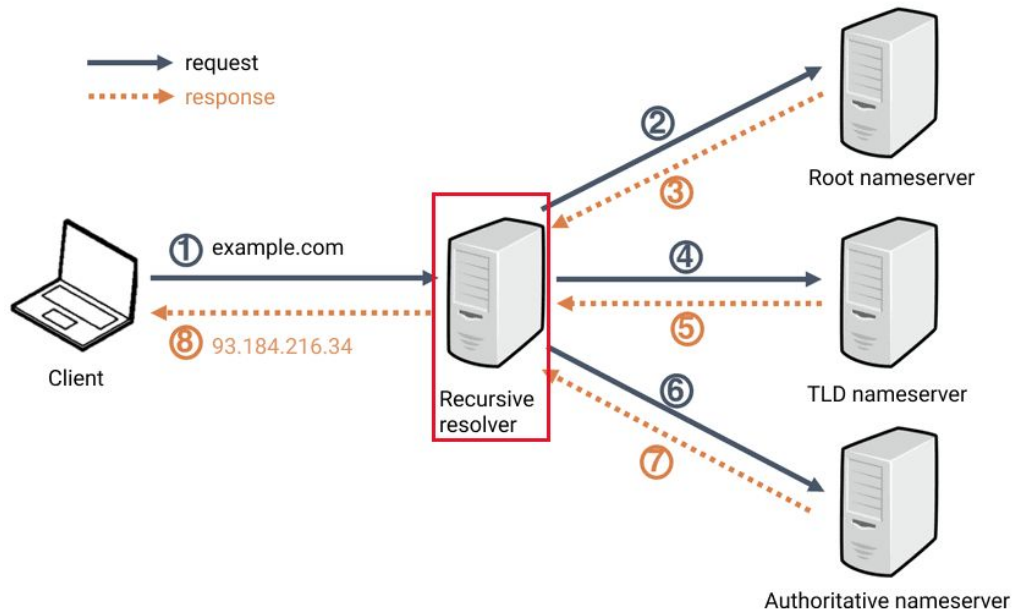 request
response
②
Root nameserver
③
① example.com
④
⑤
⑧ 93.184.216.34
Client
Recursive
resolver
⑥
TLD nameserver
⑦
Authoritative nameserver